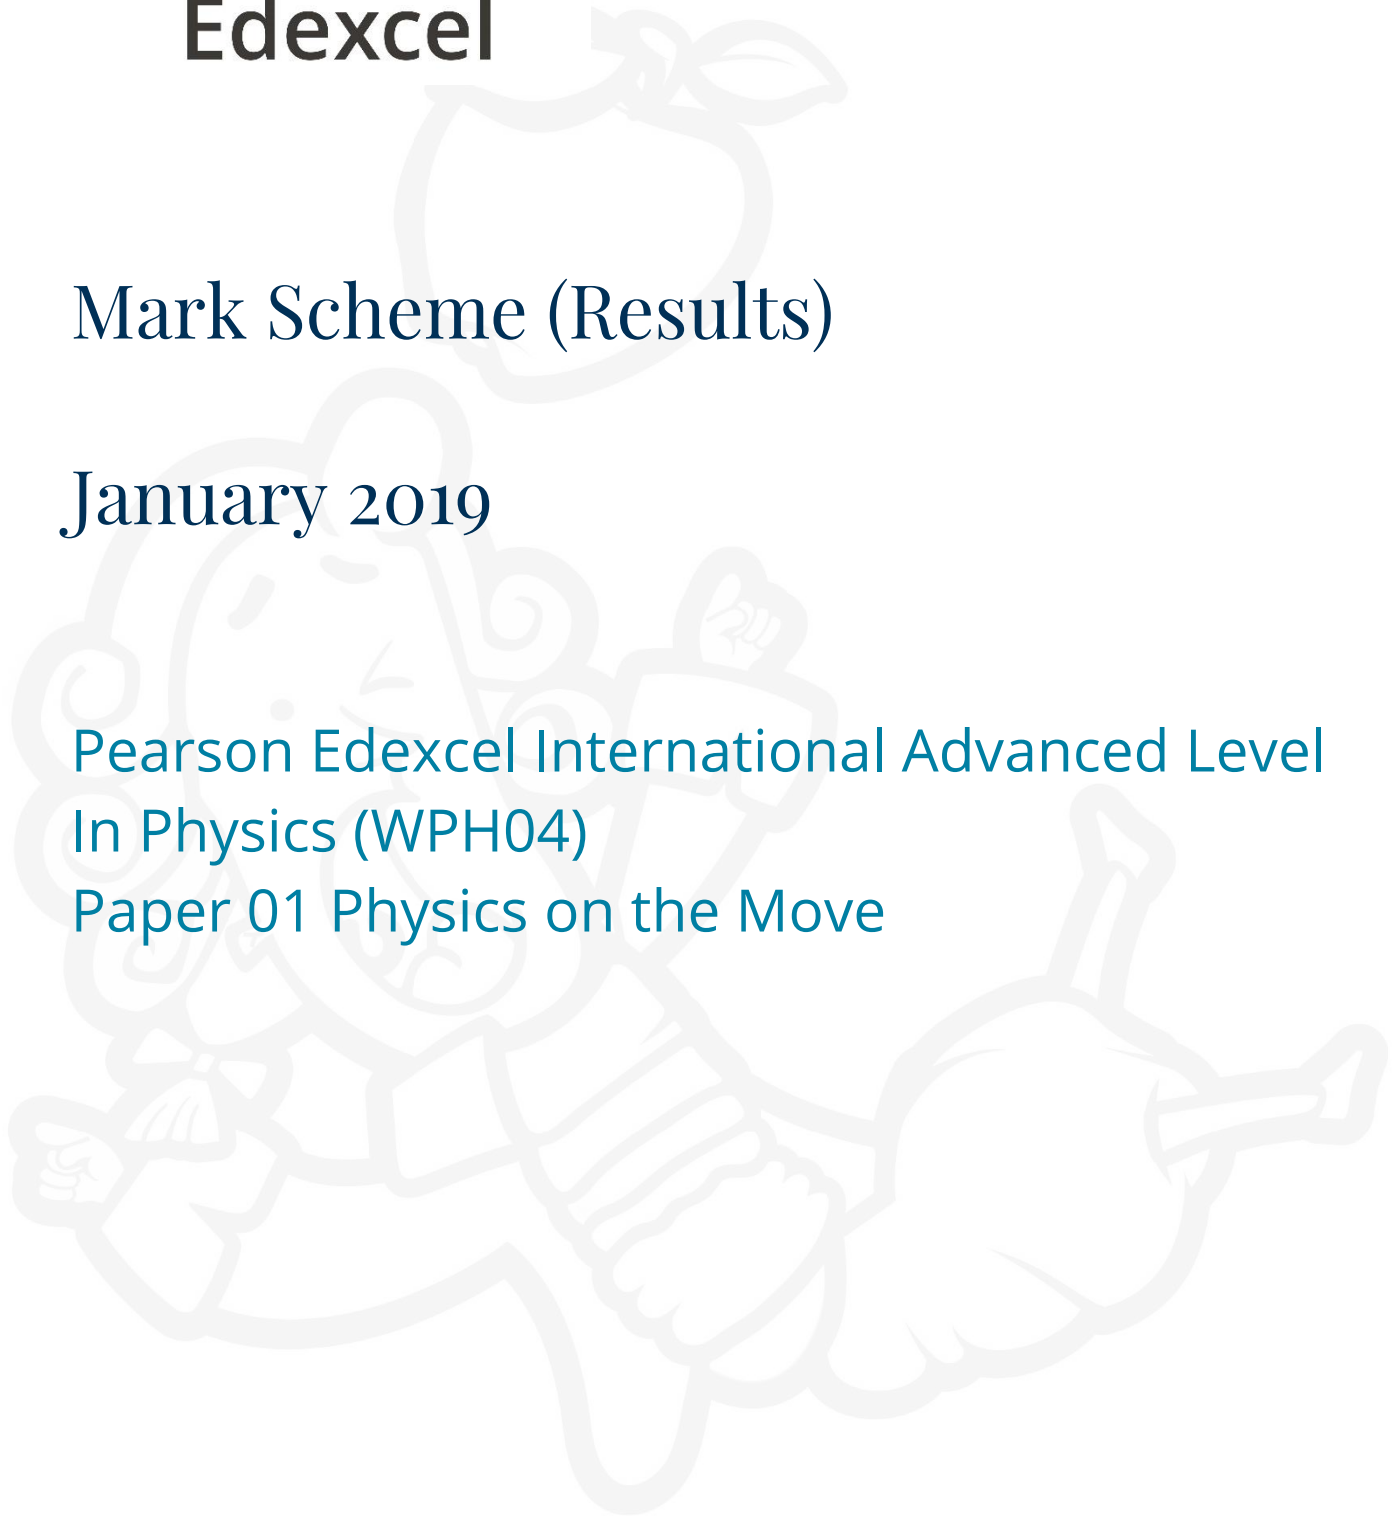 Edexcel
Mark Scheme (Results)
January 2019
Pearson Edexcel International Advanced Level
In Physics (WPH04)
Paper 01 Physics on the Move